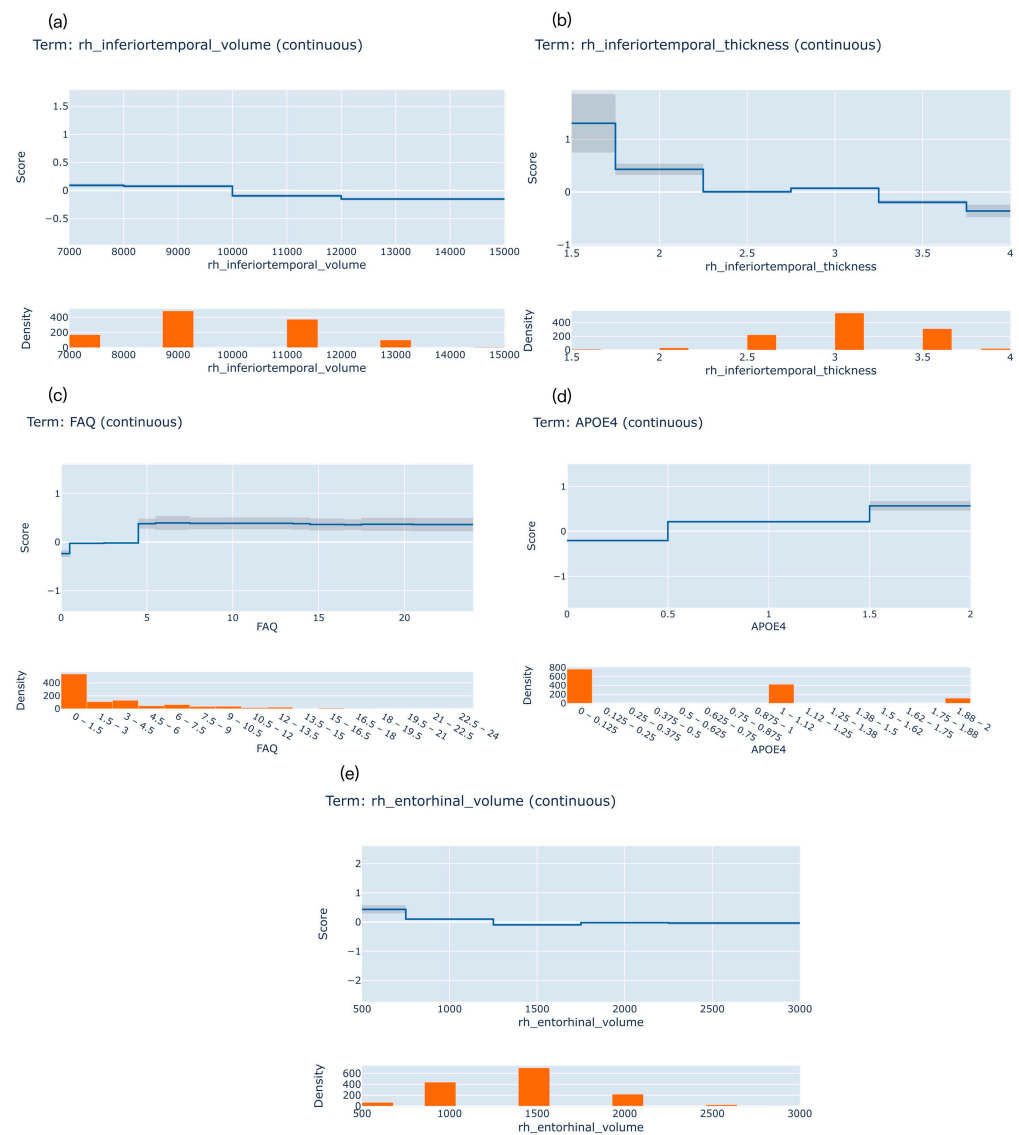 (a)
Term: rh_inferiortemporal_volume (continuous)
1.5
1
0.5
0
−0.5
Score
7000 8000 9000 10000 11000 12000 13000 14000 15000
rh_inferiortemporal_volume
400
200
0
Density
7000 8000 9000 10000 11000 12000 13000 14000 15000
rh_inferiortemporal_volume
(b)
Term: rh_inferiortemporal_thickness (continuous)
1
0
−1
Score
1.5 2 2.5 3 3.5 4
rh_inferiortemporal_thickness
400
200
0
Density
1.5 2 2.5 3 3.5 4
rh_inferiortemporal_thickness
(c)
Term: FAQ (continuous)
1
0
−1
Score
0 5 10 15 20
FAQ
400
200
0
Density
0 – 1.5
1.5 – 3
3 – 4.5
4.5 – 6
6 – 7.5
7.5 – 9
9 – 10.5
10.5 – 12
12 – 13.5
13.5 – 15
15 – 16.5
16.5 – 18
18 – 19.5
19.5 – 21
21 – 22.5
22.5 – 24
FAQ
(d)
Term: APOE4 (continuous)
1
0
−1
Score
0 0.5 1 1.5 2
APOE4
800
600
400
200
0
Density
0 – 0.125
0.125 – 0.25
0.25 – 0.375
0.375 – 0.5
0.5 – 0.625
0.625 – 0.75
0.75 – 0.875
0.875 – 1
1 – 1.12
1.12 – 1.25
1.25 – 1.38
1.38 – 1.5
1.5 – 1.62
1.62 – 1.75
1.75 – 1.88
1.88 – 2
APOE4
(e)
Term: rh_entorhinal_volume (continuous)
2
1
0
−1
−2
Score
500 1000 1500 2000 2500 3000
rh_entorhinal_volume
600
400
200
0
Density
500 1000 1500 2000 2500 3000
rh_entorhinal_volume